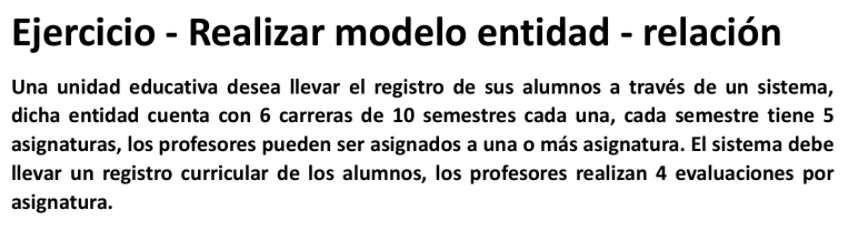 Ejercicio - Realizar modelo entidad - relación
Una unidad educativa desea llevar el registro de sus alumnos a través de un sistema,
dicha entidad cuenta con 6 carreras de 10 semestres cada una, cada semestre tiene 5
asignaturas, los profesores pueden ser asignados a una o más asignatura. El sistema debe
llevar un registro curricular de los alumnos, los profesores realizan 4 evaluaciones por
asignatura.